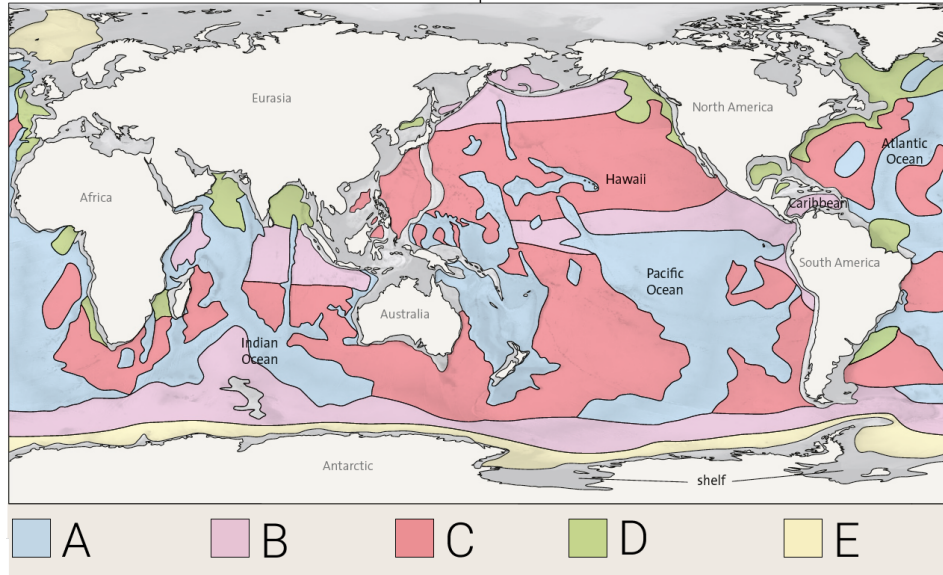 Eurasia
North America
Atlantic
Ocean
Hawaii
Africa
Caribbean
South America
Pacific
Ocean
Australia
Indian
Ocean
Antarctic
shelf
A B C D E